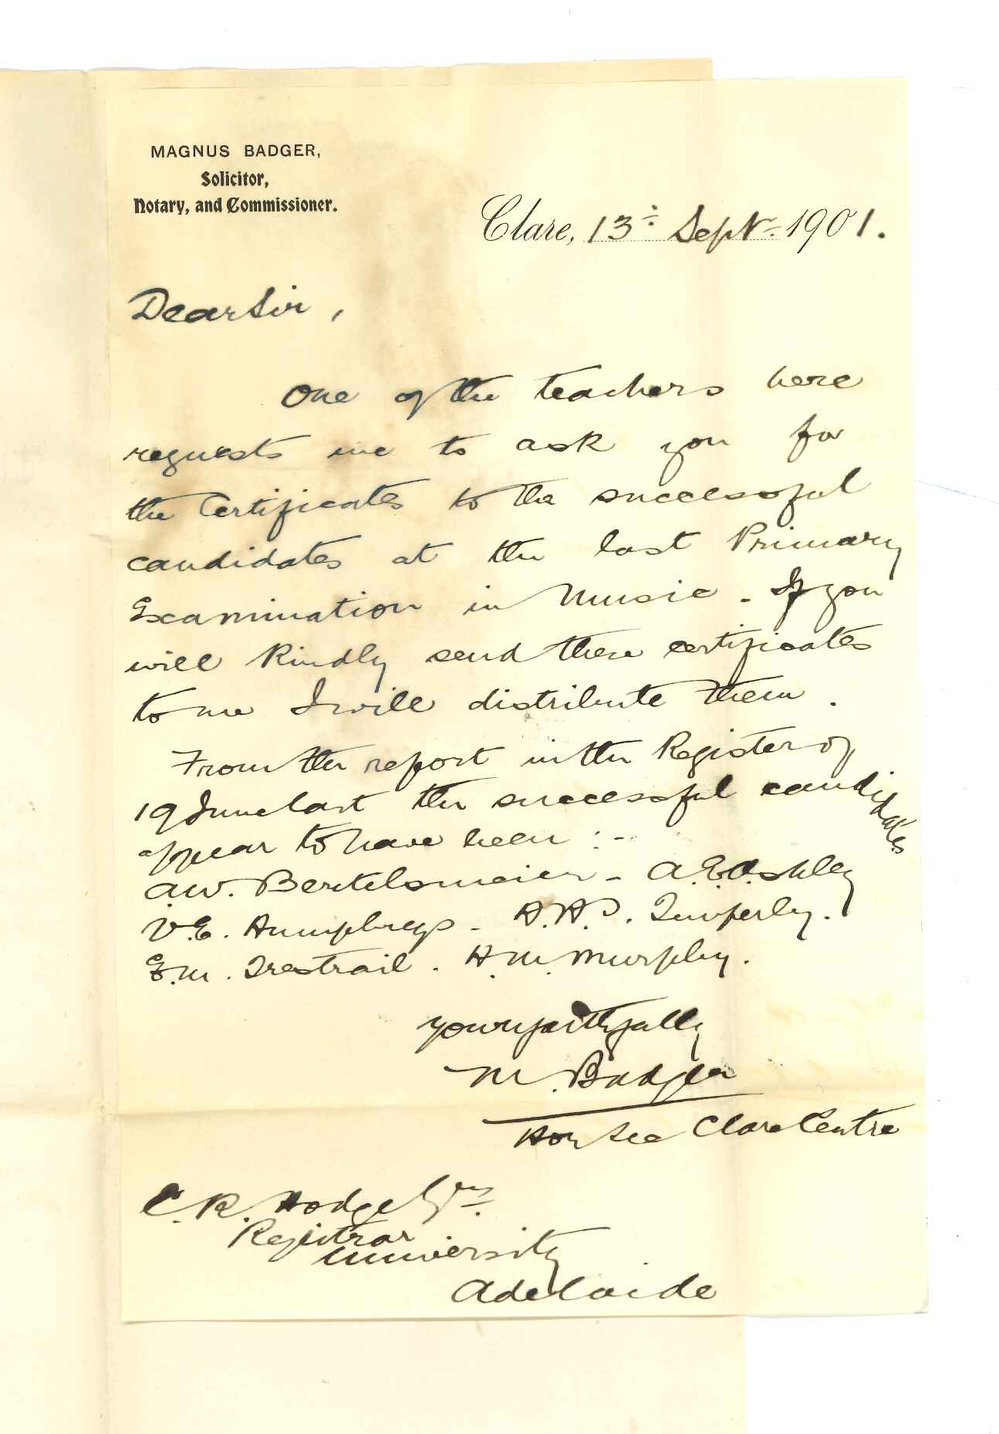 MAGNUS BADGER,
Solicitor,
Notary, and Commissioner.
Clare, 13th Septr. 1901.
Dear Sir,
One of the teachers here
requests me to ask you for
the Certificates to the successful
candidates at the last Primary
Examination in Music. If you
will kindly send these certificates
to me I will distribute them.
From the report in the Register of
19 June last the successful candidates
appear to have been :-
A.W. Bertelsmeier - A.E. Ashley
V.E. Humphreys - A.H. Timperly.
E.M. Trestrail. H.M. Murphy.
Yours faithfully
M. Badger
Hon Sec Clare Centre
C.R. Hodge Esq.
Registrar
University
Adelaide